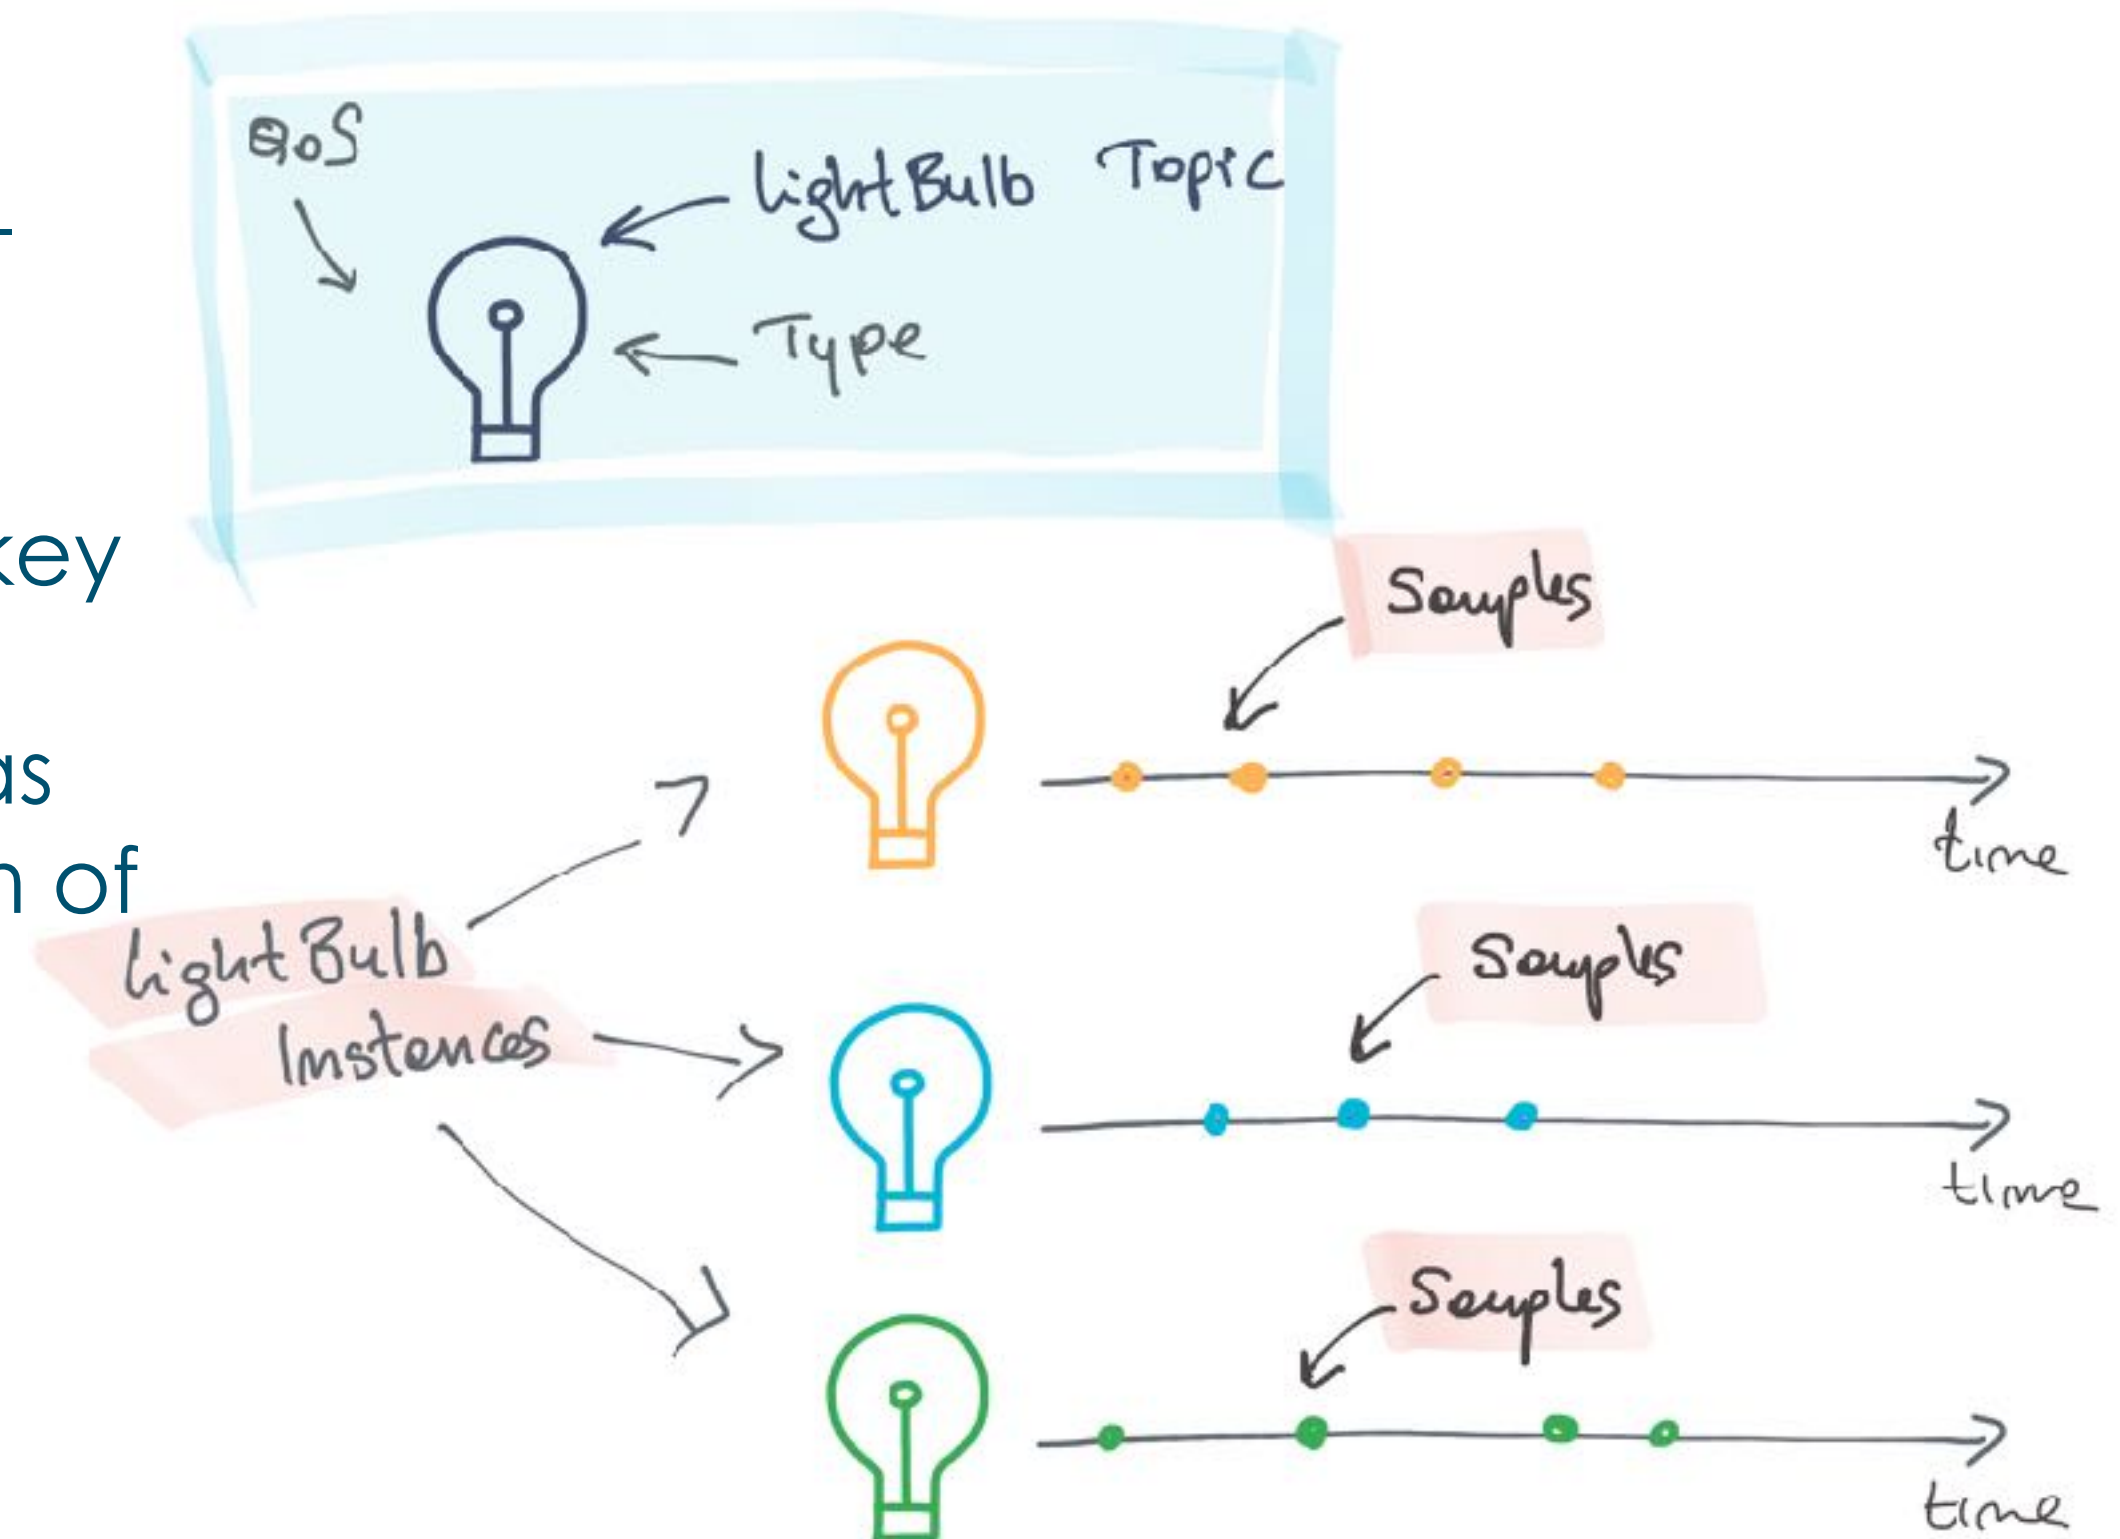 QoS
LightBulb Topic
Type
key
Samples
as
time
n of
LightBulb
Instances
Samples
time
Samples
time